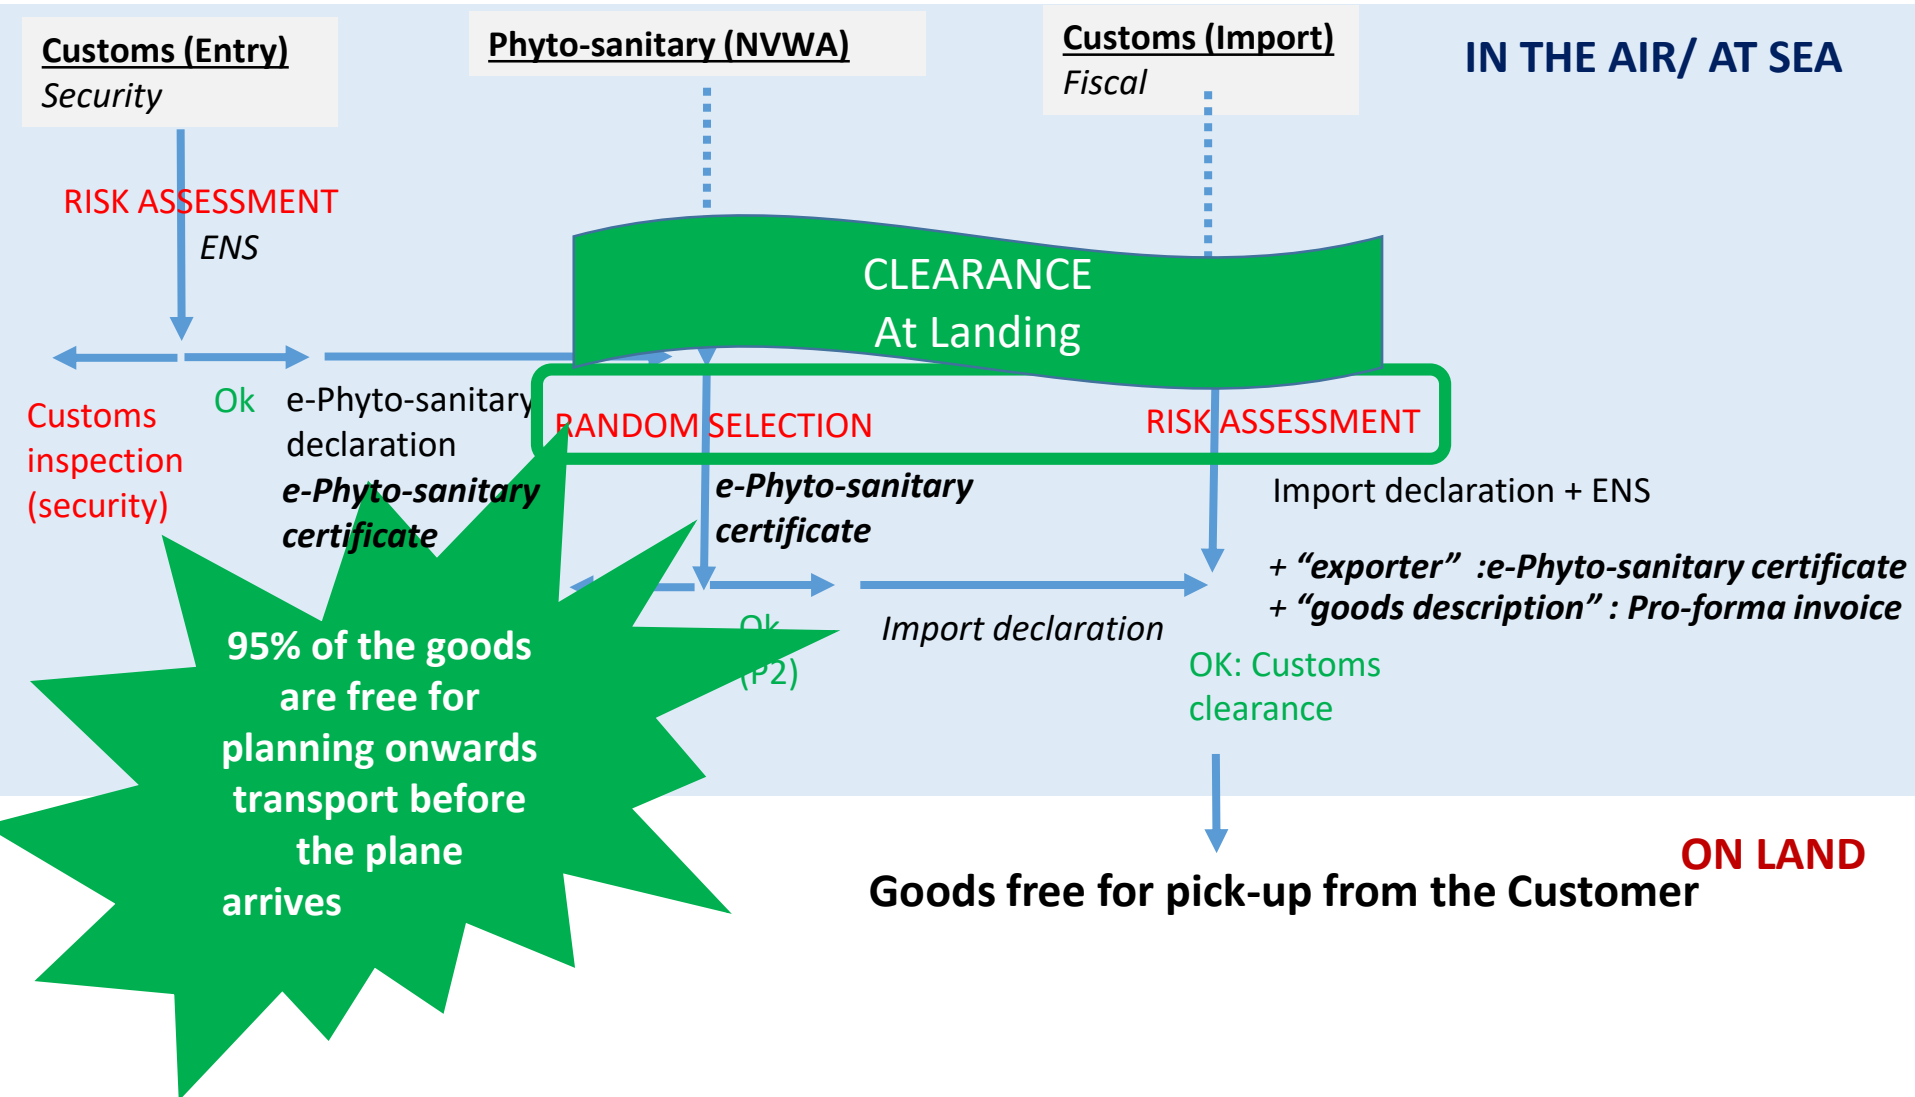 Customs (Entry)
Security
Phyto-sanitary (NVWA)
Customs (Import)
Fiscal
IN THE AIR/ AT SEA
RISK ASSESSMENT
ENS
CLEARANCE
At Landing
Customs
inspection
(security)
Ok
e-Phyto-sanitary
declaration
e-Phyto-sanitary
certificate
RANDOM SELECTION
RISK ASSESSMENT
e-Phyto-sanitary
certificate
Import declaration + ENS
+ “exporter” :e-Phyto-sanitary certificate
+ “goods description” : Pro-forma invoice
Ok
(P2)
Import declaration
OK: Customs
clearance
95% of the goods
are free for
planning onwards
transport before
the plane
arrives
ON LAND
Goods free for pick-up from the Customer